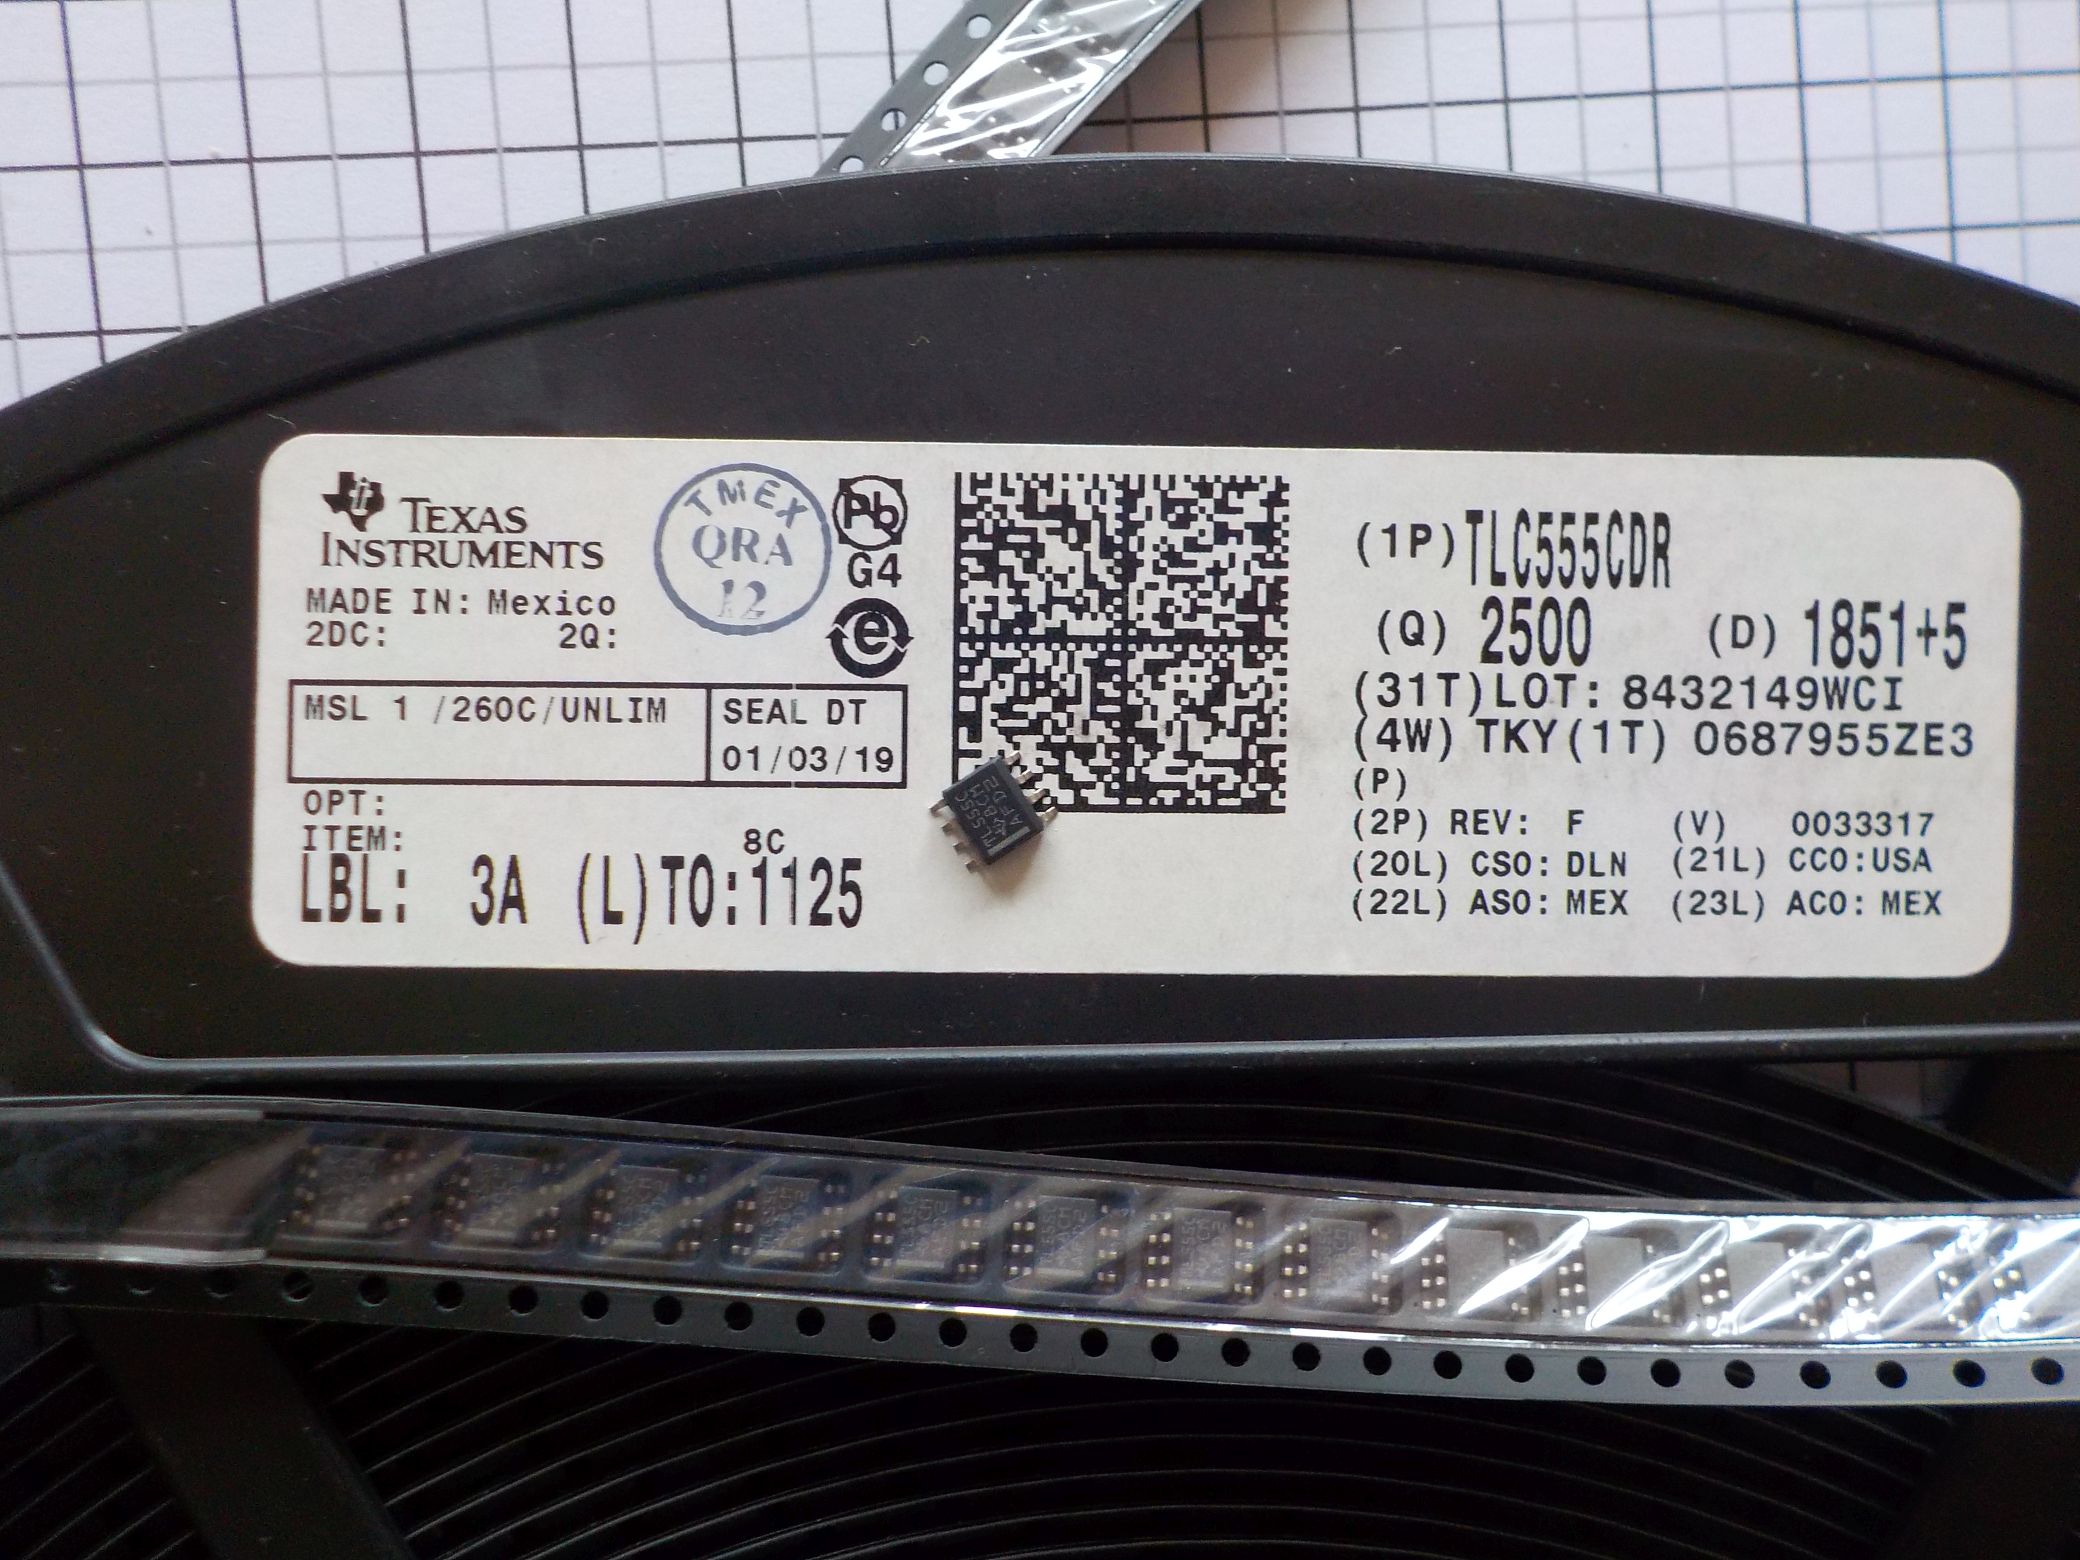 TEXAS
INSTRUMENTS
MADE IN: Mexico
2DC: 2Q:
TMEX
QRA
12
Pb
G4
e
MSL 1 /260C/UNLIM
SEAL DT
01/03/19
OPT:
ITEM:
8C
LBL: 3A (L)TO:1125
(1P)TLC555CDR
(Q) 2500 (D) 1851+5
(31T)LOT: 8432149WCI
(4W) TKY(1T) 0687955ZE3
(P)
(2P) REV: F (V) 0033317
(20L) CSO: DLN (21L) CCO:USA
(22L) ASO: MEX (23L) ACO: MEX